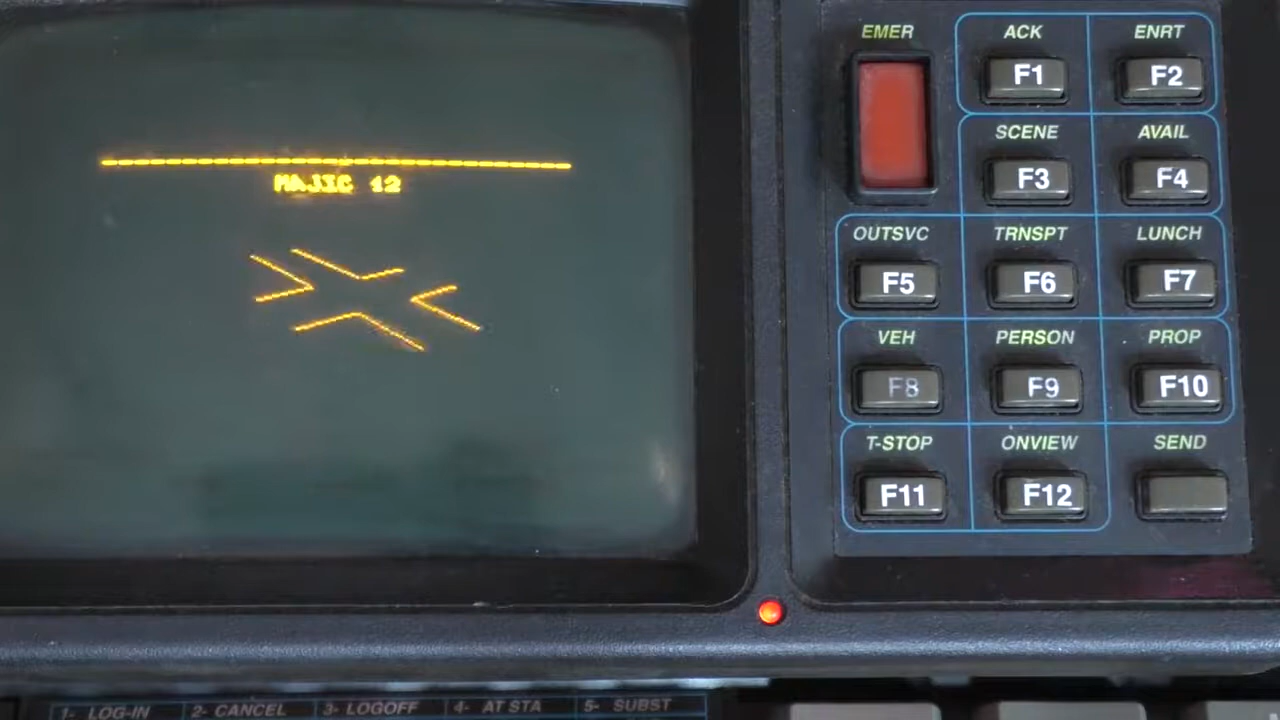 MAJIC 12
EMER ACK ENRT
F1 F2
SCENE AVAIL
F3 F4
OUTSVC TRNSPT LUNCH
F5 F6 F7
VEH PERSON PROP
F8 F9 F10
T-STOP ONVIEW SEND
F11 F12
1- LOG-IN 2- CANCEL 3- LOGOFF 4- AT STA 5- SUBST